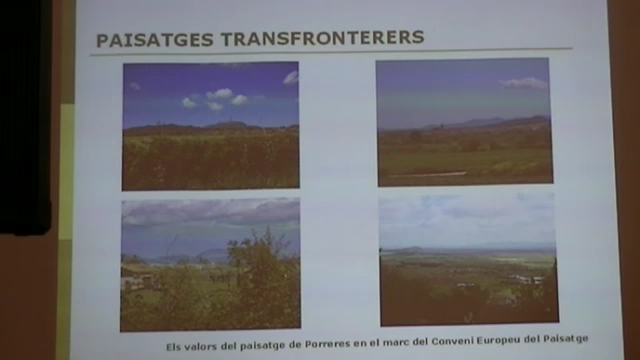 PAISATGES TRANSFRONTERERS
Els valors del paisatge de Porreres en el marc del Conveni Europeu del Paisatge